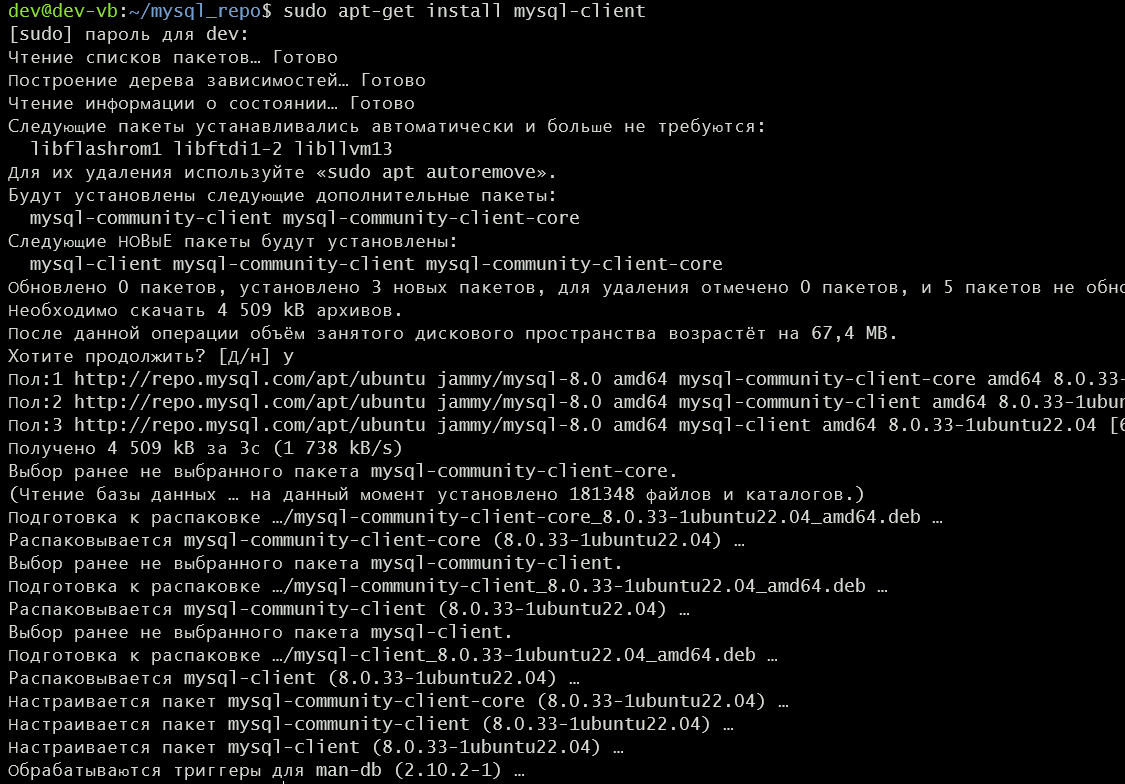 dev@dev-vb:~/mysql_repo$ sudo apt-get install mysql-client
[sudo] пароль для dev:
Чтение списков пакетов… Готово
Построение дерева зависимостей… Готово
Чтение информации о состоянии… Готово
Следующие пакеты устанавливались автоматически и больше не требуются:
  libflashrom1 libftdi1-2 libllvm13
Для их удаления используйте «sudo apt autoremove».
Будут установлены следующие дополнительные пакеты:
  mysql-community-client mysql-community-client-core
Следующие НОВЫЕ пакеты будут установлены:
  mysql-client mysql-community-client mysql-community-client-core
Обновлено 0 пакетов, установлено 3 новых пакетов, для удаления отмечено 0 пакетов, и 5 пакетов не обно
Необходимо скачать 4 509 kB архивов.
После данной операции объём занятого дискового пространства возрастёт на 67,4 MB.
Хотите продолжить? [Д/н] y
Пол:1 http://repo.mysql.com/apt/ubuntu jammy/mysql-8.0 amd64 mysql-community-client-core amd64 8.0.33-
Пол:2 http://repo.mysql.com/apt/ubuntu jammy/mysql-8.0 amd64 mysql-community-client amd64 8.0.33-1ubun
Пол:3 http://repo.mysql.com/apt/ubuntu jammy/mysql-8.0 amd64 mysql-client amd64 8.0.33-1ubuntu22.04 [6
Получено 4 509 kB за 3с (1 738 kB/s)
Выбор ранее не выбранного пакета mysql-community-client-core.
(Чтение базы данных … на данный момент установлено 181348 файлов и каталогов.)
Подготовка к распаковке …/mysql-community-client-core_8.0.33-1ubuntu22.04_amd64.deb …
Распаковывается mysql-community-client-core (8.0.33-1ubuntu22.04) …
Выбор ранее не выбранного пакета mysql-community-client.
Подготовка к распаковке …/mysql-community-client_8.0.33-1ubuntu22.04_amd64.deb …
Распаковывается mysql-community-client (8.0.33-1ubuntu22.04) …
Выбор ранее не выбранного пакета mysql-client.
Подготовка к распаковке …/mysql-client_8.0.33-1ubuntu22.04_amd64.deb …
Распаковывается mysql-client (8.0.33-1ubuntu22.04) …
Настраивается пакет mysql-community-client-core (8.0.33-1ubuntu22.04) …
Настраивается пакет mysql-community-client (8.0.33-1ubuntu22.04) …
Настраивается пакет mysql-client (8.0.33-1ubuntu22.04) …
Обрабатываются триггеры для man-db (2.10.2-1) …